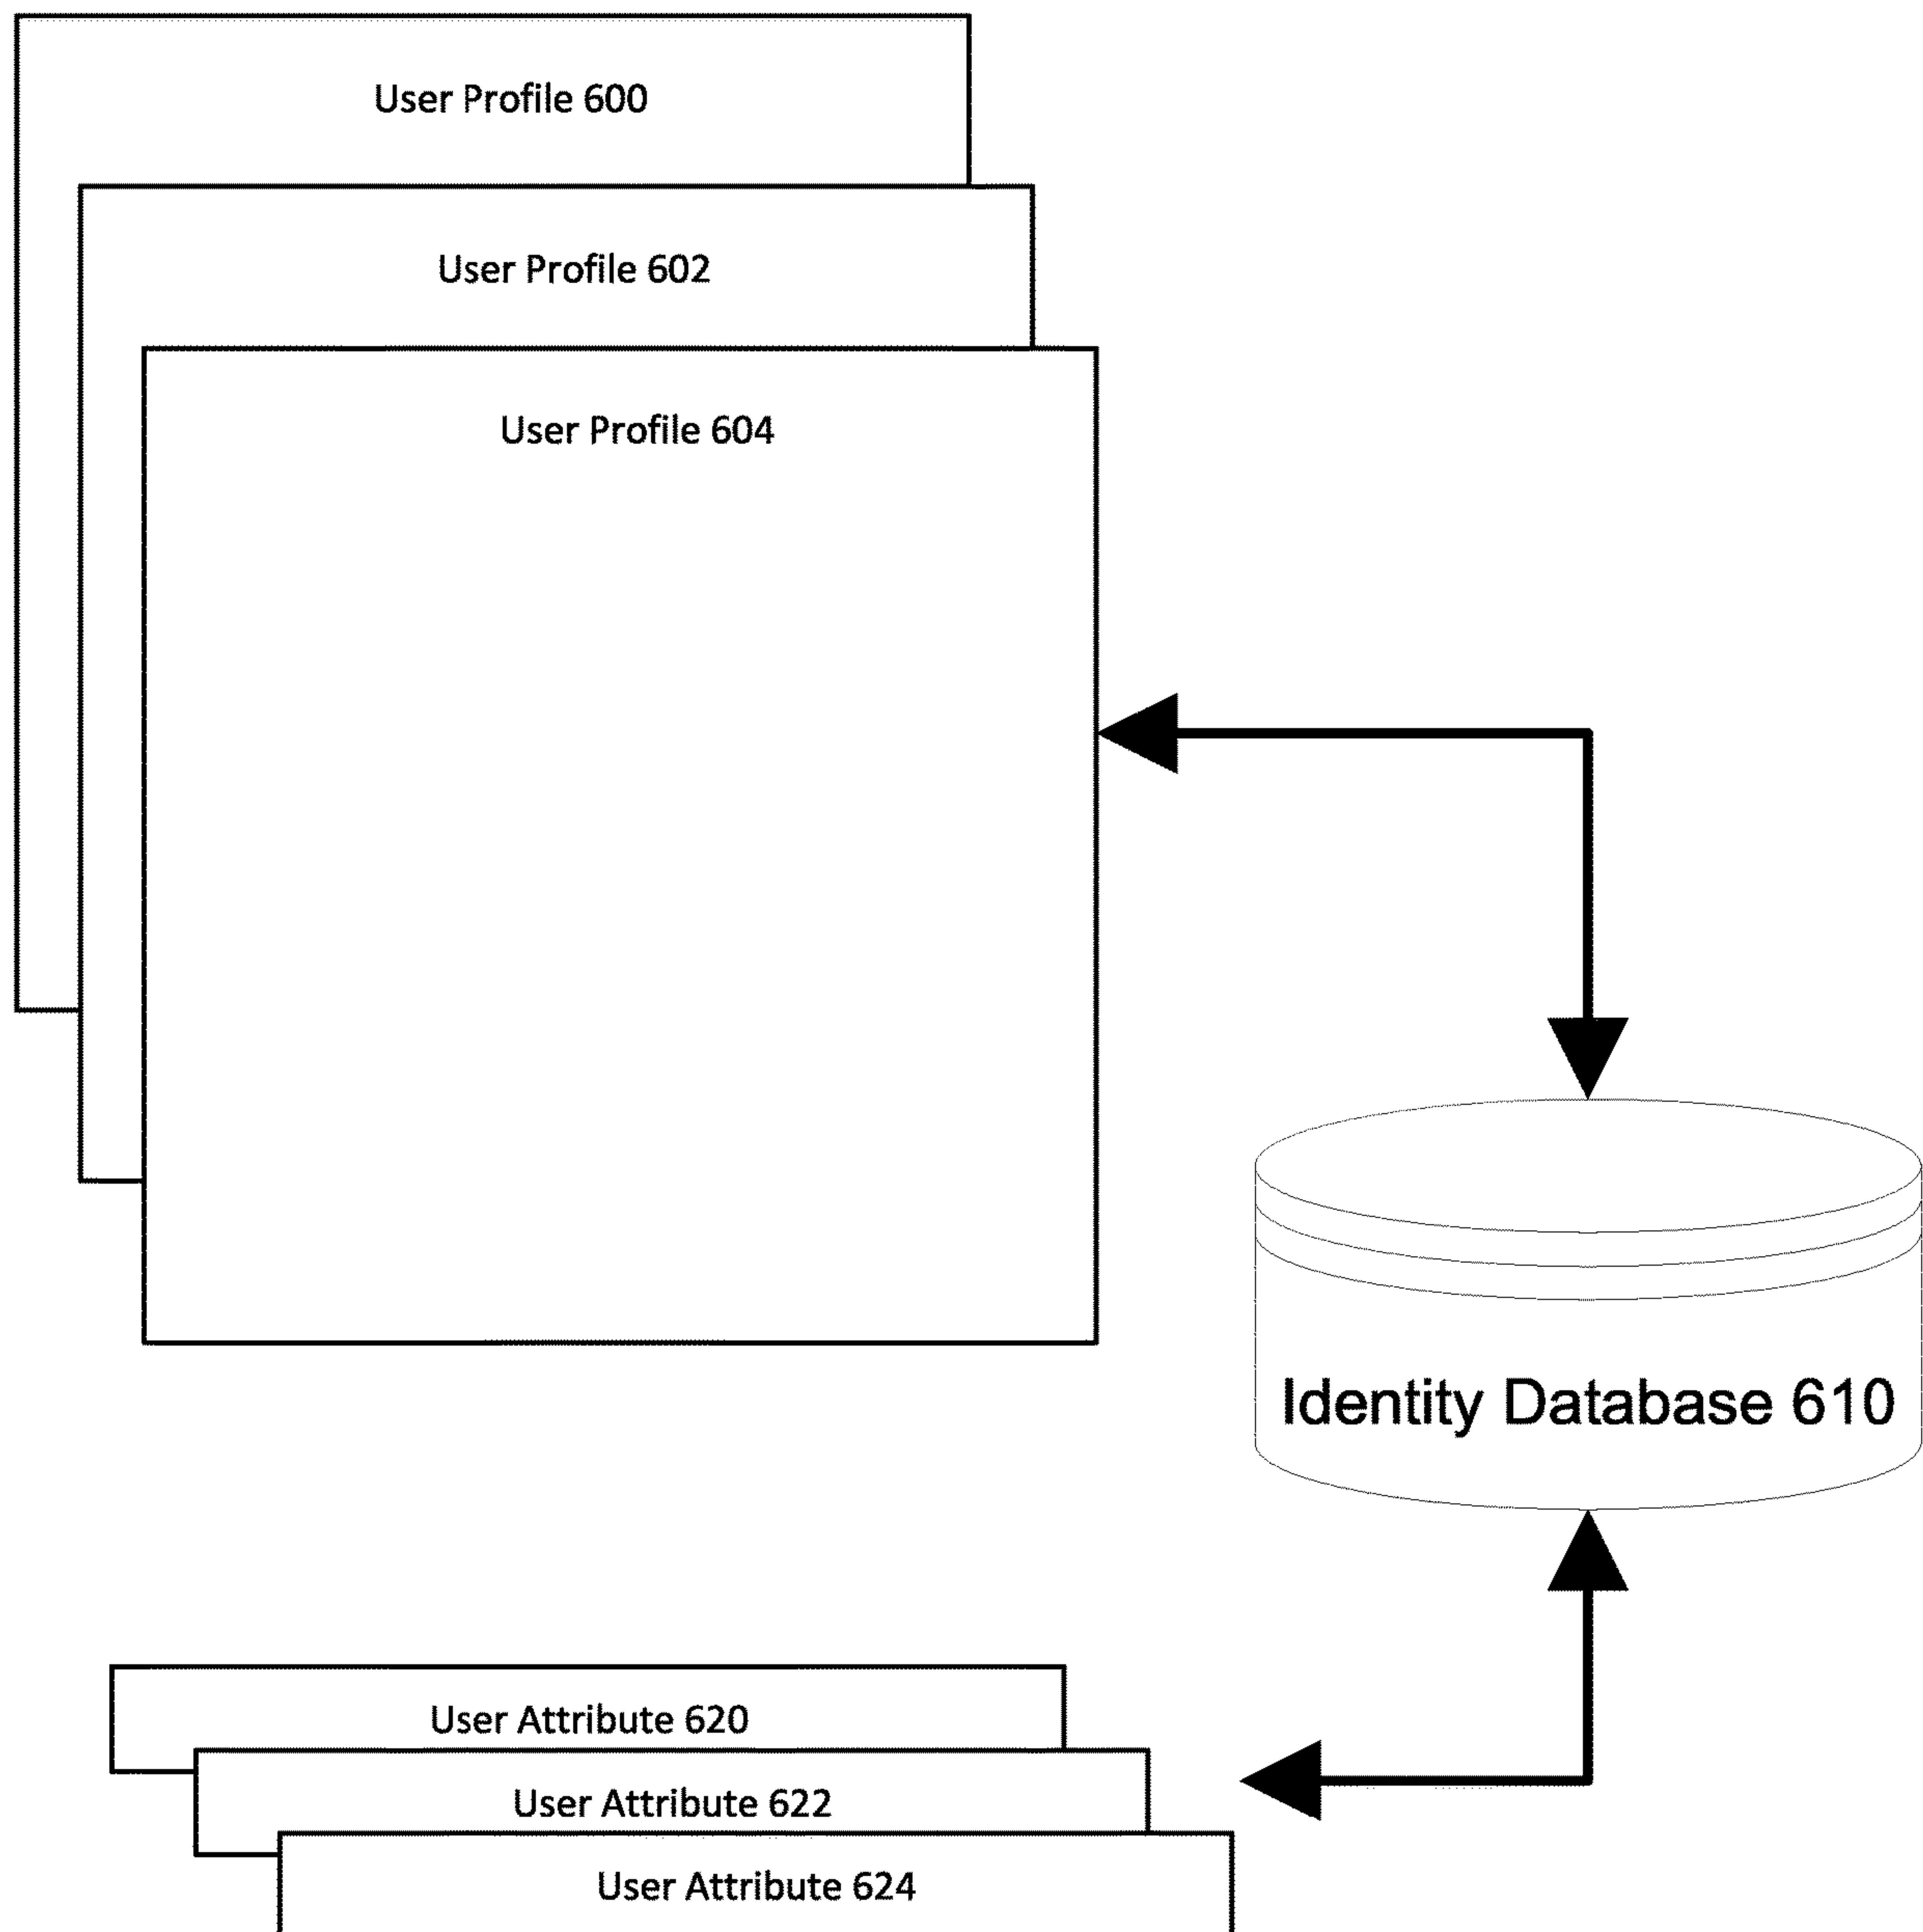 User Profile 600
User Profile 602
User Profile 604
Identity Database 610
User Attribute 620
User Attribute 622
User Attribute 624